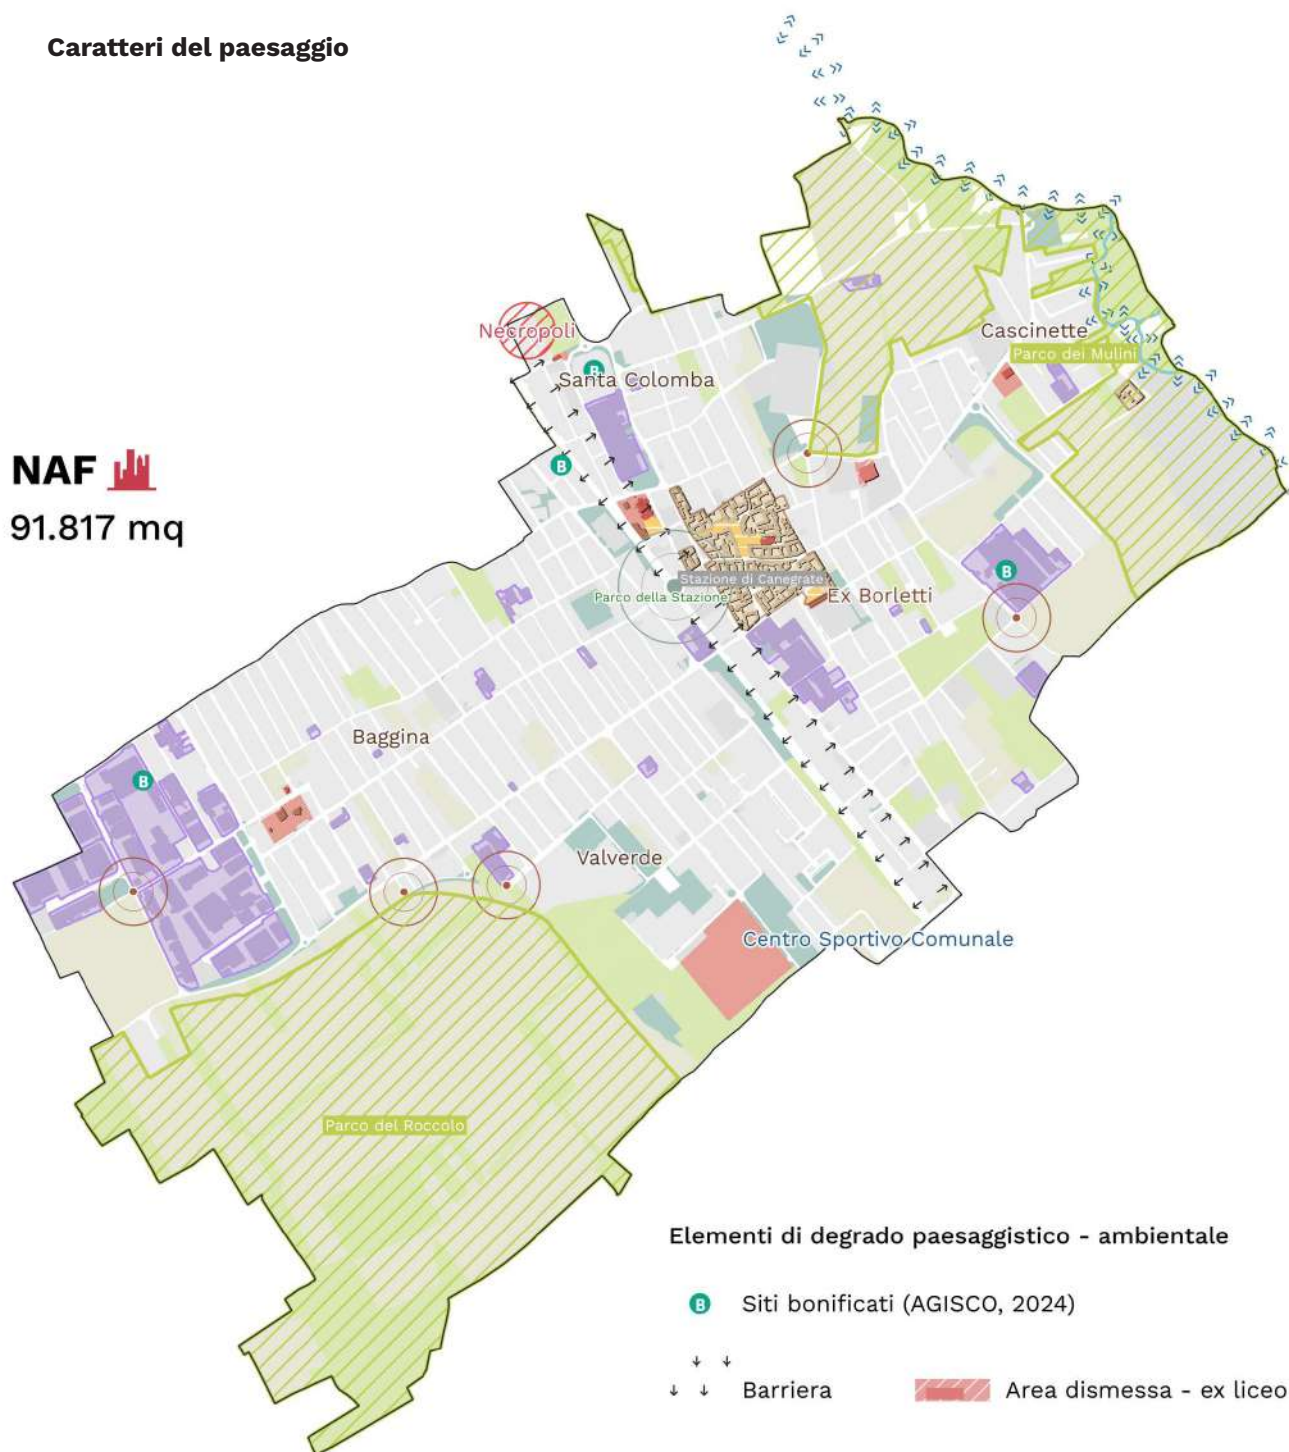 Caratteri del paesaggio
Necropoli
Cascinette
Parco dei Mulini
B
Santa Colomba
NAF
B
91.817 mq
B
Stazione di Canegrate
Parco della Stazione
Ex Borletti
Baggina
B
Valverde
Centro Sportivo Comunale
Parco del Roccolo
Elementi di degrado paesaggistico - ambientale
B Siti bonificati (AGISCO, 2024)
Barriera
Area dismessa - ex liceo